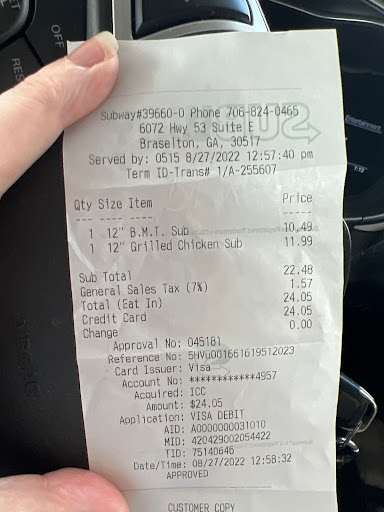 OFF
RES
Subway#39660-0 Phone 706-824-0465
6072 Hwy 53 Suite E
Braselton, GA, 30517
Served by: 0515 8/27/2022 12:57:40 pm
Term ID-Trans# 1/A-255607
Qty Size Item Price
--- ---- ---- -----
1 12" B.M.T. Sub 10.49
1 12" Grilled Chicken Sub 11.99
Sub Total 22.48
General Sales Tax (7%) 1.57
Total (Eat In) 24.05
Credit Card 24.05
Change 0.00
Approval No: 045181
Reference No: 5HVU001661619512023
Card Issuer: Visa
Account No: ************4957
Acquired: ICC
Amount: $24.05
Application: VISA DEBIT
AID: A0000000031010
MID: 420429002054422
TID: 75140646
Date/Time: 08/27/2022 12:58:32
APPROVED
CUSTOMER COPY
Entertainment